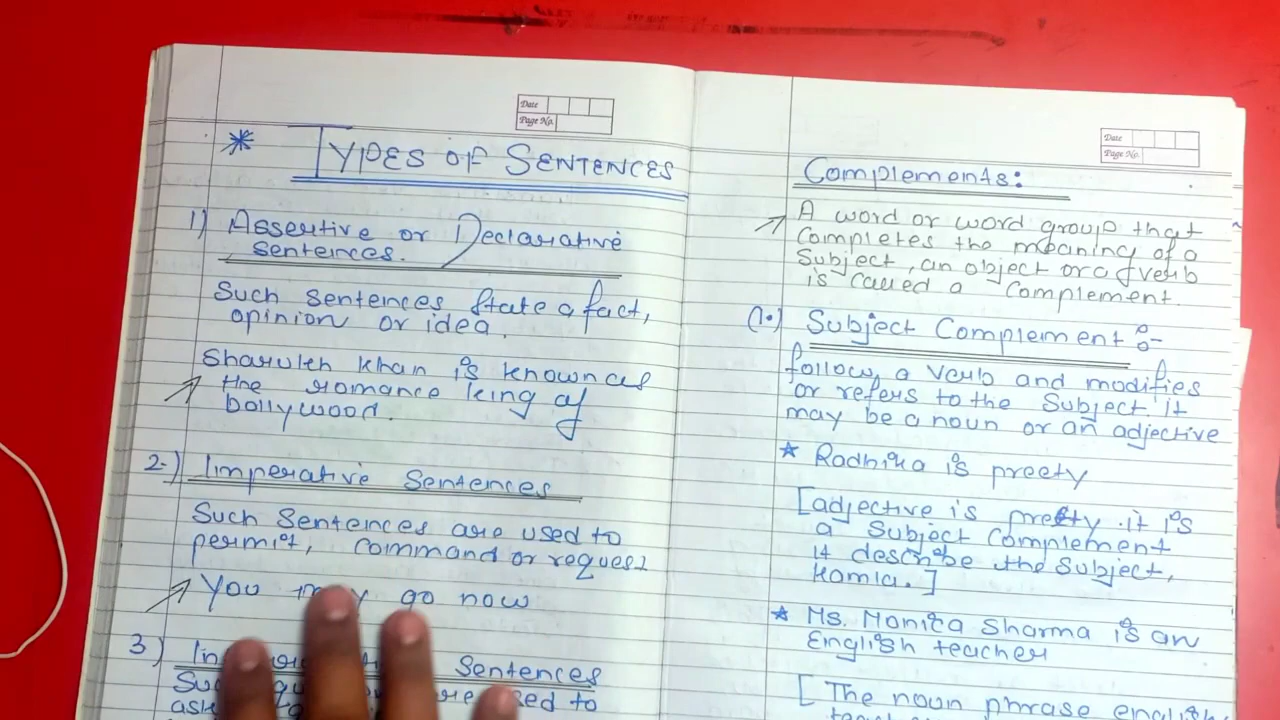 Date
Page No.
* TYPES OF SENTENCES
1) Assertive or Declarative
sentences.
Such sentences state a fact,
opinion or idea.
Sharukh Khan is known as
the romance king of
bollywood.
2.) Imperative Sentences
Such sentences are used to
permit, command or request
You may go now
3) Sentences
to
Date
Page No.
Complements:
A word or word group that
completes the meaning of a
Subject, an object or a verb
is called a Complement.
(1.) Subject Complement :-
follow a verb and modifies
or refers to the Subject. it
may be a noun or an adjective
* Radhika is preety
[adjective is pretty . it is
a Subject Complement
it describe the Subject,
Komla.]
* Ms. Monica Sharma is an
English teacher
[ The noun phrase english